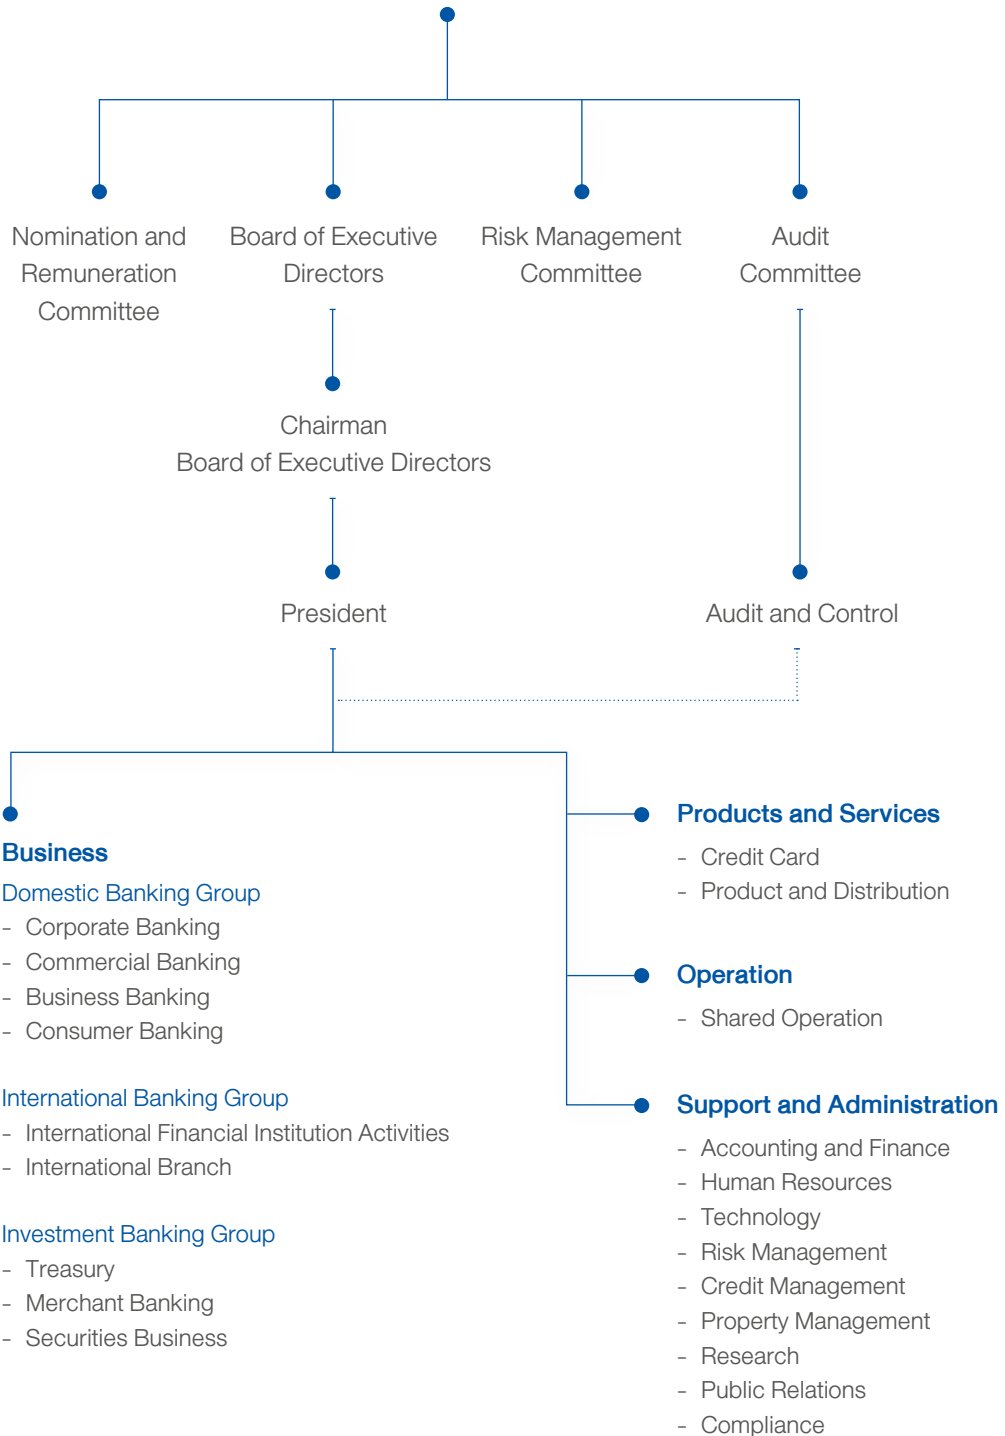 Nomination and
Remuneration
Committee
Board of Executive
Directors
Risk Management
Committee
Audit
Committee
Chairman
Board of Executive Directors
President
Audit and Control
Business
Domestic Banking Group
- Corporate Banking
- Commercial Banking
- Business Banking
- Consumer Banking
International Banking Group
- International Financial Institution Activities
- International Branch
Investment Banking Group
- Treasury
- Merchant Banking
- Securities Business
Products and Services
- Credit Card
- Product and Distribution
Operation
- Shared Operation
Support and Administration
- Accounting and Finance
- Human Resources
- Technology
- Risk Management
- Credit Management
- Property Management
- Research
- Public Relations
- Compliance